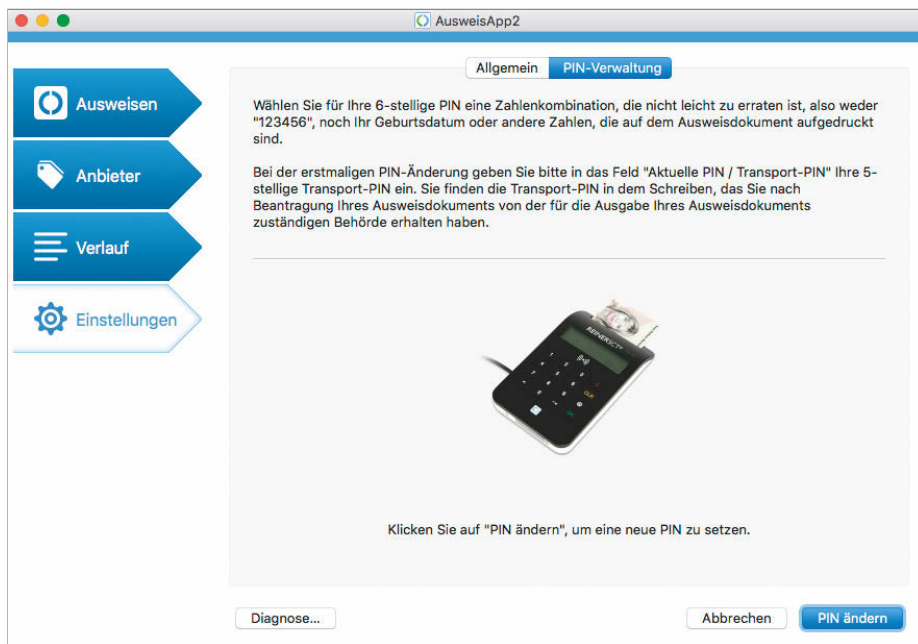 AusweisApp2
Ausweisen
Anbieter
Verlauf
Einstellungen
Allgemein
PIN-Verwaltung
Wählen Sie für Ihre 6-stellige PIN eine Zahlenkombination, die nicht leicht zu erraten ist, also weder
"123456", noch Ihr Geburtsdatum oder andere Zahlen, die auf dem Ausweisdokument aufgedruckt
sind.
Bei der erstmaligen PIN-Änderung geben Sie bitte in das Feld "Aktuelle PIN / Transport-PIN" Ihre 5-
stellige Transport-PIN ein. Sie finden die Transport-PIN in dem Schreiben, das Sie nach
Beantragung Ihres Ausweisdokuments von der für die Ausgabe Ihres Ausweisdokuments
zuständigen Behörde erhalten haben.
REINERSCT
Klicken Sie auf "PIN ändern", um eine neue PIN zu setzen.
Diagnose...
Abbrechen
PIN ändern